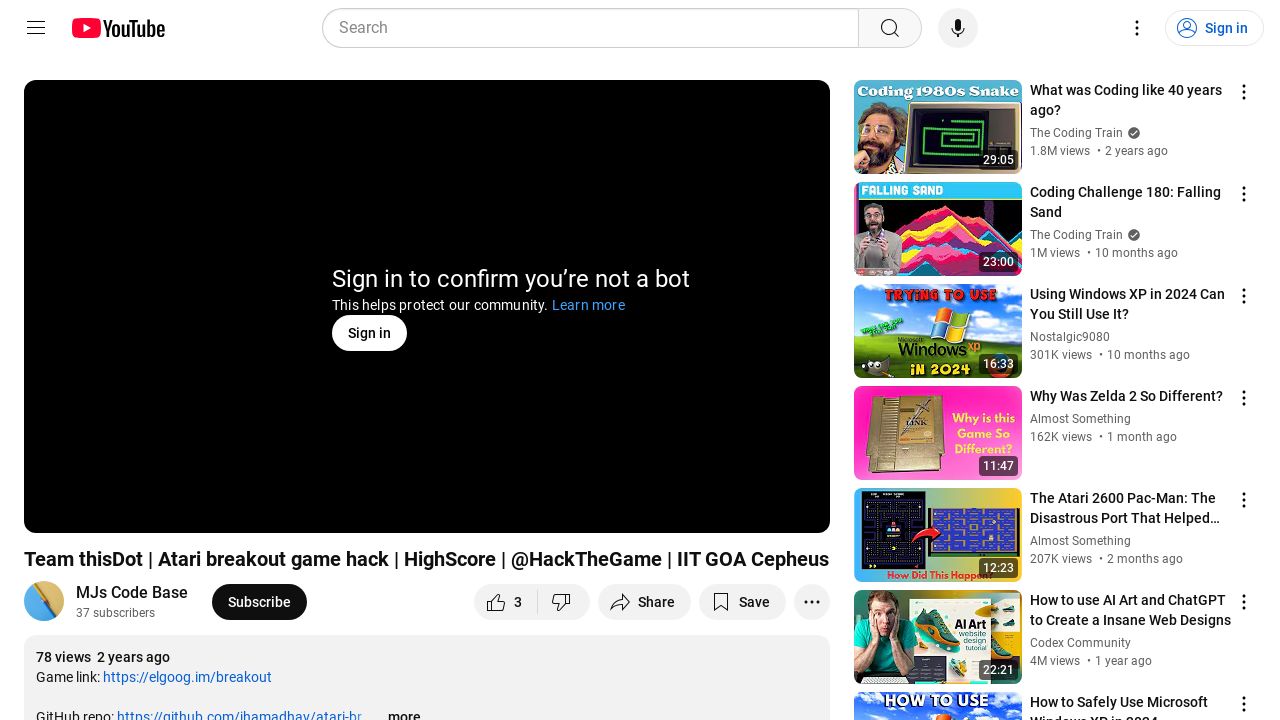 YouTube
Search
Sign in
Sign in to confirm you’re not a bot
This helps protect our community. Learn more
Sign in
Team thisDot | Atari breakout game hack | HighScore | @HackTheGame | IIT GOA Cepheus
MJs Code Base
37 subscribers
Subscribe
3
Share
Save
78 views 2 years ago
Game link: https://elgoog.im/breakout
GitHub repo: https://github.com/jhamadhav/atari-br...
...more
Coding 1980s Snake
29:05
What was Coding like 40 years
ago?
The Coding Train
1.8M views • 2 years ago
FALLING SAND
23:00
Coding Challenge 180: Falling
Sand
The Coding Train
1M views • 10 months ago
TRYING TO USE
Microsoft
Windows xp
in 2024
16:33
Using Windows XP in 2024 Can
You Still Use It?
Nostalgic9080
301K views • 10 months ago
LINK
Why is this
Game So
Different?
11:47
Why Was Zelda 2 So Different?
Almost Something
162K views • 1 month ago
How Did This Happen?
12:23
The Atari 2600 Pac-Man: The
Disastrous Port That Helped…
Almost Something
207K views • 2 months ago
AI Art
website
design
tutorial
22:21
How to use AI Art and ChatGPT
to Create a Insane Web Designs
Codex Community
4M views • 1 year ago
HOW TO USE
How to Safely Use Microsoft
Windows XP in 2024